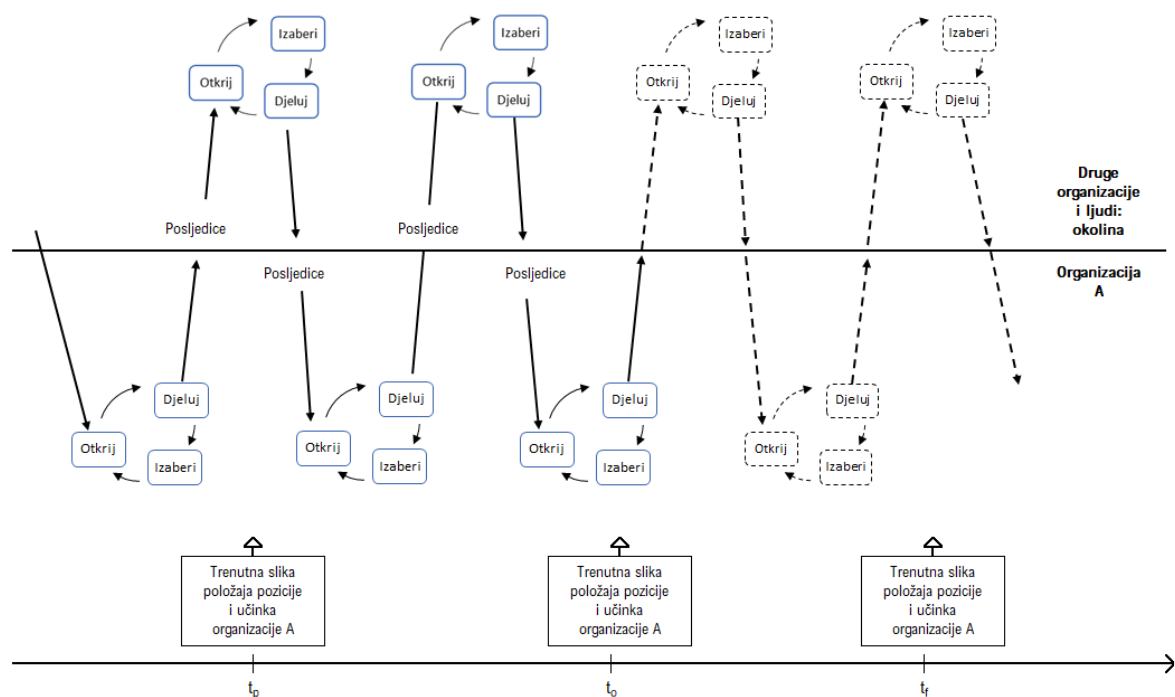 Izaberi
Izaberi
Izaberi
Izaberi
Otkrij
Otkrij
Otkrij
Otkrij
Djeluj
Djeluj
Djeluj
Djeluj
Druge
organizacije
i ljudi:
okolina
Posljedice
Posljedice
Posljedice
Posljedice
Organizacija
A
Djeluj
Djeluj
Djeluj
Djeluj
Otkrij
Otkrij
Otkrij
Otkrij
Izaberi
Izaberi
Izaberi
Izaberi
Trenutna slika
položaja pozicije
i učinka
organizacije A
Trenutna slika
položaja pozicije
i učinka
organizacije A
Trenutna slika
položaja pozicije
i učinka
organizacije A
tp
to
tf